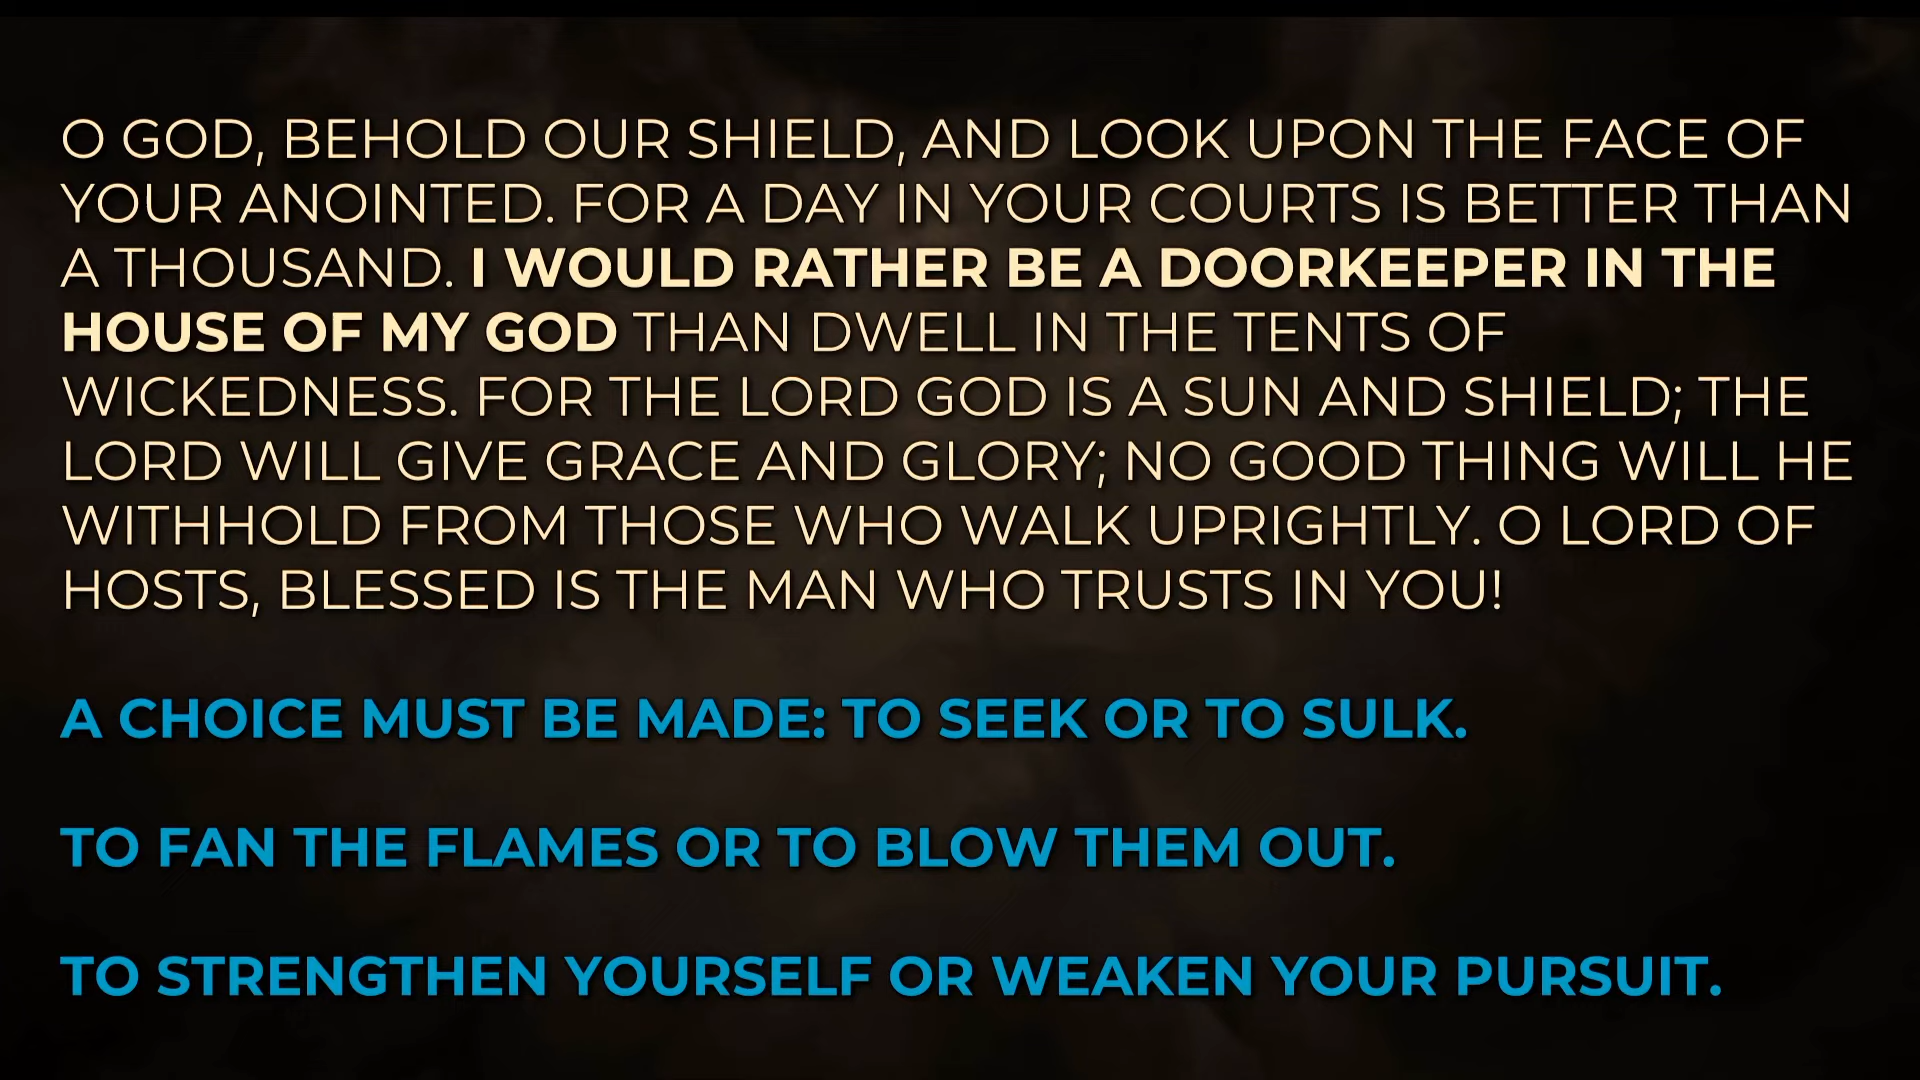 O GOD, BEHOLD OUR SHIELD, AND LOOK UPON THE FACE OF
YOUR ANOINTED. FOR A DAY IN YOUR COURTS IS BETTER THAN
A THOUSAND. I WOULD RATHER BE A DOORKEEPER IN THE
HOUSE OF MY GOD THAN DWELL IN THE TENTS OF
WICKEDNESS. FOR THE LORD GOD IS A SUN AND SHIELD; THE
LORD WILL GIVE GRACE AND GLORY; NO GOOD THING WILL HE
WITHHOLD FROM THOSE WHO WALK UPRIGHTLY. O LORD OF
HOSTS, BLESSED IS THE MAN WHO TRUSTS IN YOU!
A CHOICE MUST BE MADE: TO SEEK OR TO SULK.
TO FAN THE FLAMES OR TO BLOW THEM OUT.
TO STRENGTHEN YOURSELF OR WEAKEN YOUR PURSUIT.